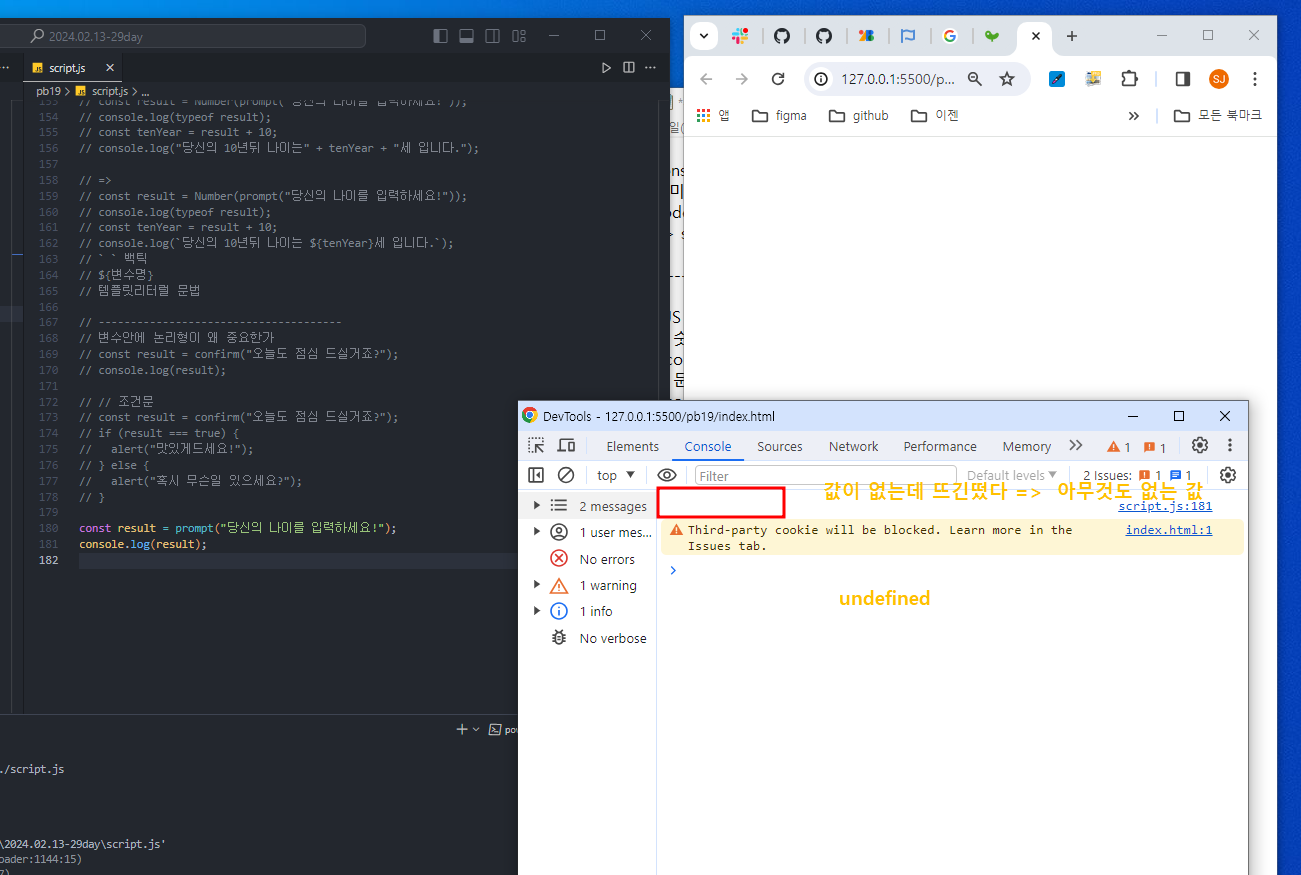 2024.02.13-29day
script.js
pb19 > script.js > ...
153 // const result = Number(prompt("당신의 나이를 입력하세요!"));
154 // console.log(typeof result);
155 // const tenYear = result + 10;
156 // console.log("당신의 10년뒤 나이는" + tenYear + "세 입니다.");
157
158 // =>
159 // const result = Number(prompt("당신의 나미를 입력하세요!"));
160 // console.log(typeof result);
161 // const tenYear = result + 10;
162 // console.log(`당신의 10년뒤 나이는 ${tenYear}세 입니다.`);
163 // ` ` 백틱
164 // ${변수명}
165 // 템플릿리터럴 문법
166
167 // --------------------------------------
168 // 변수안에 논리형이 왜 중요한가
169 // const result = confirm("오늘도 점심 드실거죠?");
170 // console.log(result);
171
172 // // 조건문
173 // const result = confirm("오늘도 점심 드실거죠?");
174 // if (result === true) {
175 //   alert("맛있게드세요!");
176 // } else {
177 //   alert("혹시 무슨일 있으세요?");
178 // }
179
180 const result = prompt("당신의 나미를 입력하세요!");
181 console.log(result);
182
./script.js
\2024.02.13-29day\script.js'
oader:1144:15)
127.0.0.1:5500/p...
SJ
앱 figma github 이젠 » 모든 북마크
DevTools - 127.0.0.1:5500/pb19/index.html
Elements Console Sources Network Performance Memory » 1 1
top Filter Default levels 2 Issues: 1 1
값이 없는데 뜨긴떴다 => 아무것도 없는 값
2 messages
script.js:181
1 user mes...
Third-party cookie will be blocked. Learn more in the Issues tab.
index.html:1
No errors
1 warning
1 info
No verbose
undefined